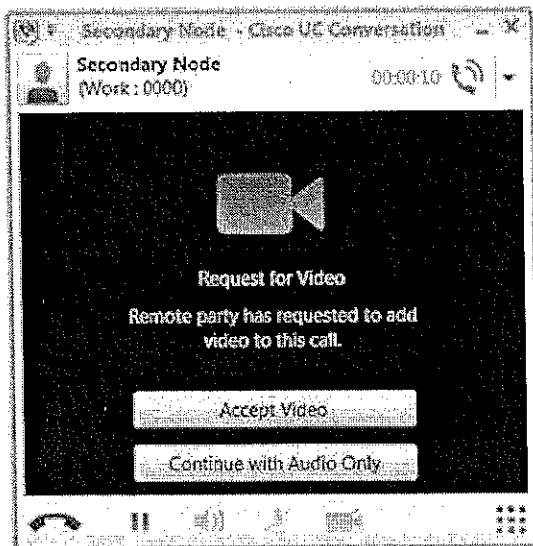 Secondary Node - Cisco UC Conversation
Secondary Node
(Work : 0000)
00:00:10
Request for Video
Remote party has requested to add
video to this call.
Accept Video
Continue with Audio Only